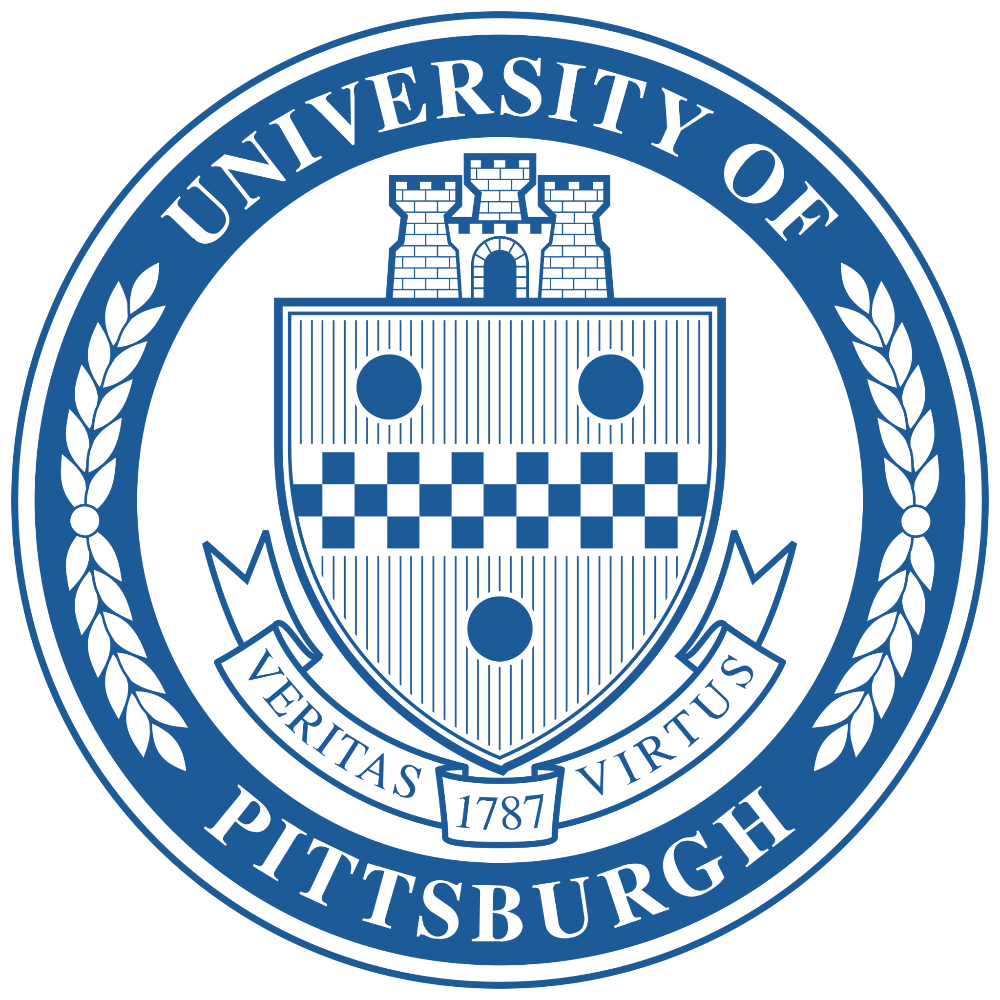 UNIVERSITY OF
PITTSBURGH
VERITAS
1787
VIRTUS